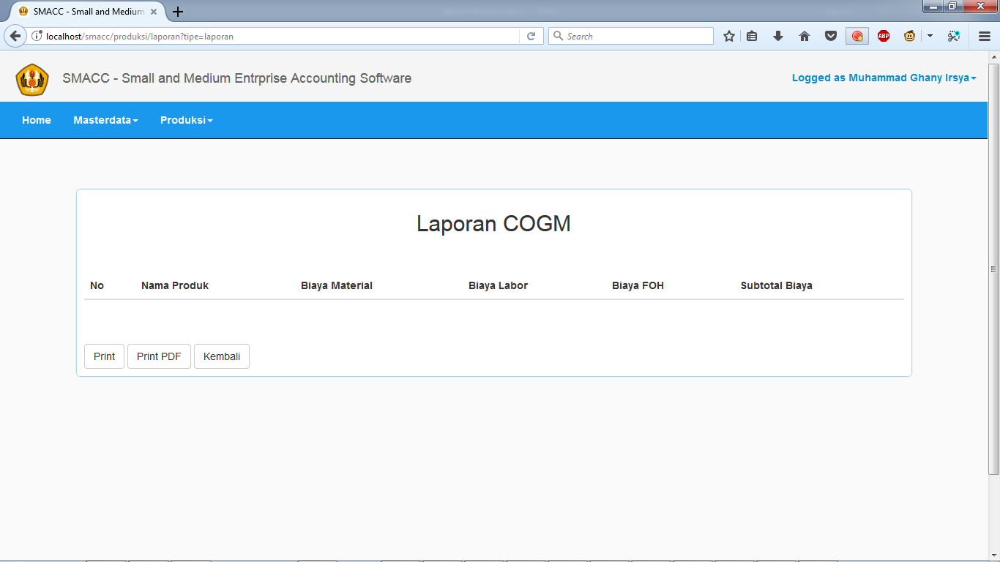 SMACC - Small and Medium
localhost/smacc/produksi/laporan?tipe=laporan
Search
ABP
SMACC - Small and Medium Entrprise Accounting Software
Logged as Muhammad Ghany Irsya
Home Masterdata Produksi
Laporan COGM
No Nama Produk Biaya Material Biaya Labor Biaya FOH Subtotal Biaya
Print Print PDF Kembali